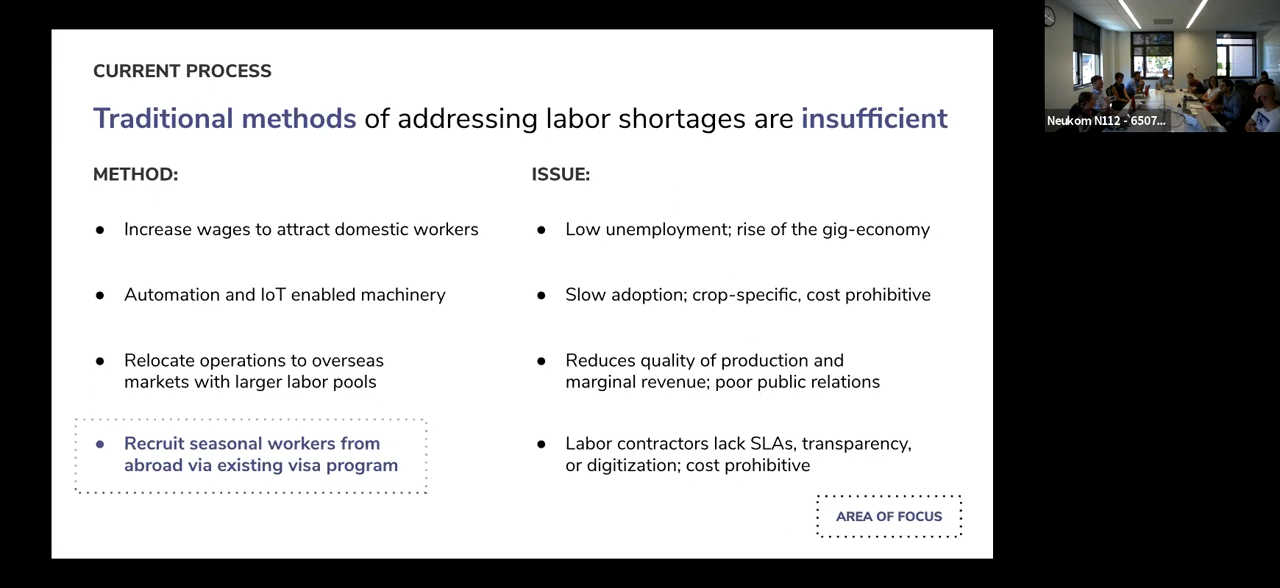 CURRENT PROCESS
Traditional methods of addressing labor shortages are insufficient
METHOD:
ISSUE:
● Increase wages to attract domestic workers
● Low unemployment; rise of the gig-economy
● Automation and IoT enabled machinery
● Slow adoption; crop-specific, cost prohibitive
● Relocate operations to overseas
markets with larger labor pools
● Reduces quality of production and
marginal revenue; poor public relations
● Recruit seasonal workers from
abroad via existing visa program
● Labor contractors lack SLAs, transparency,
or digitization; cost prohibitive
AREA OF FOCUS
Neukom N112 - 6507...